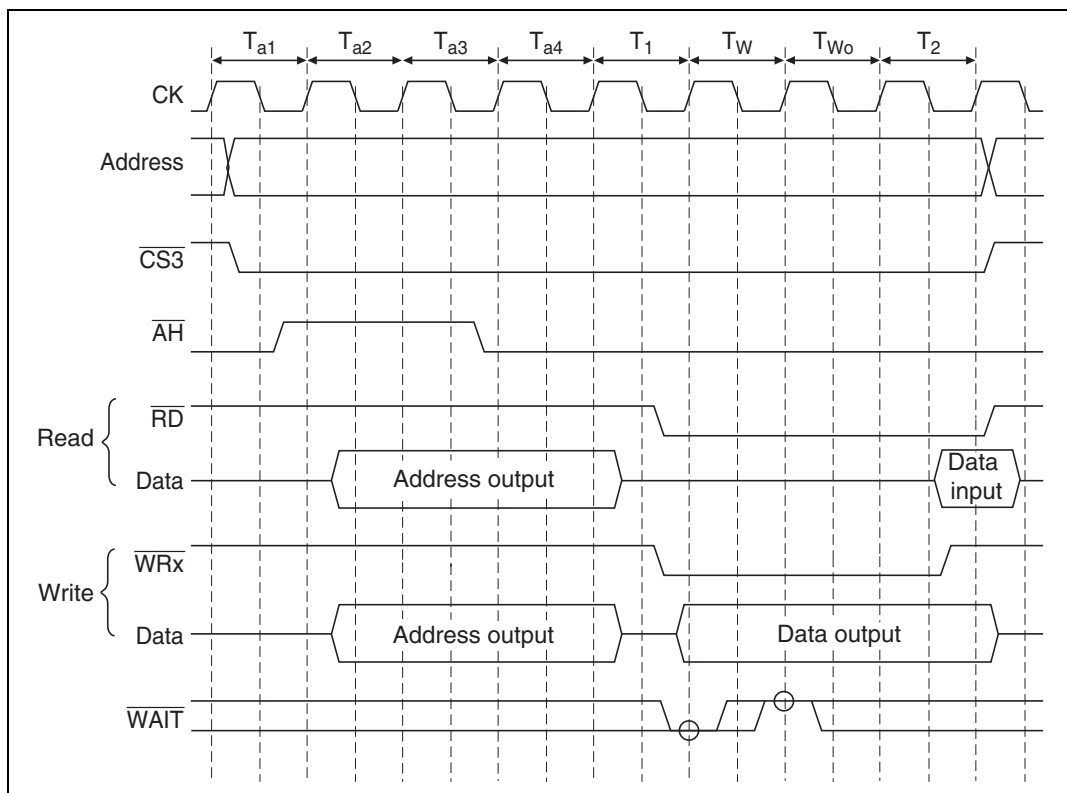 Ta1 Ta2 Ta3 Ta4 T1 TW TWo T2
CK
Address
CS3
AH
Read
RD
Data Address output Data input
Write
WRx
Data Address output Data output
WAIT